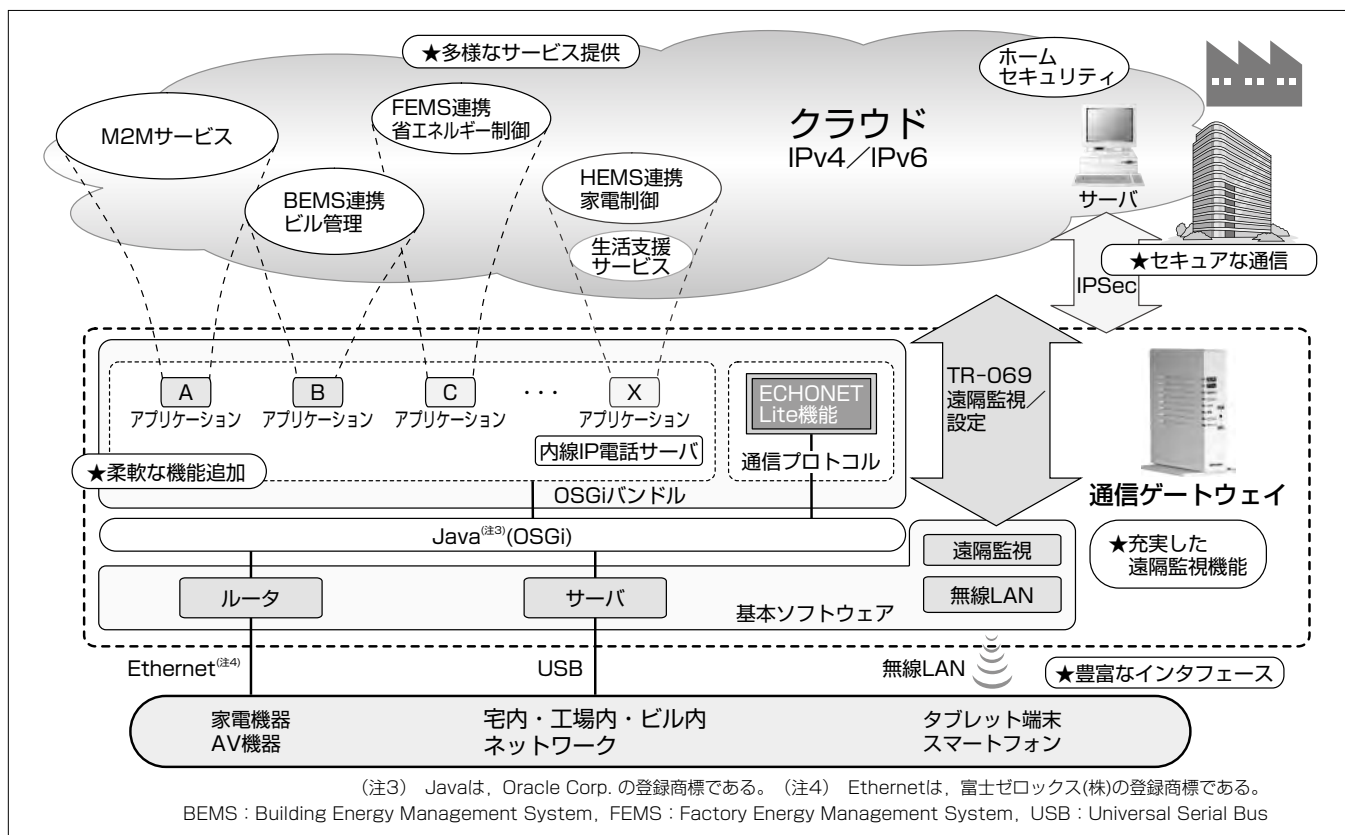 ★多様なサービス提供
ホーム
セキュリティ
M2Mサービス
FEMS連携
省エネルギー制御
クラウド
IPv4／IPv6
BEMS連携
ビル管理
HEMS連携
家電制御
生活支援
サービス
サーバ
★セキュアな通信
IPSec
A
アプリケーション
B
アプリケーション
C
アプリケーション
・・・
X
アプリケーション
内線IP電話サーバ
★柔軟な機能追加
OSGiバンドル
ECHONET
Lite機能
通信プロトコル
TR-069
遠隔監視／
設定
通信ゲートウェイ
★充実した
遠隔監視機能
Java(注3)(OSGi)
ルータ
サーバ
基本ソフトウェア
遠隔監視
無線LAN
Ethernet(注4)
USB
無線LAN
★豊富なインタフェース
家電機器
AV機器
宅内・工場内・ビル内
ネットワーク
タブレット端末
スマートフォン
(注3) Javaは，Oracle Corp. の登録商標である。 (注4) Ethernetは，富士ゼロックス(株)の登録商標である。
BEMS：Building Energy Management System，FEMS：Factory Energy Management System，USB：Universal Serial Bus